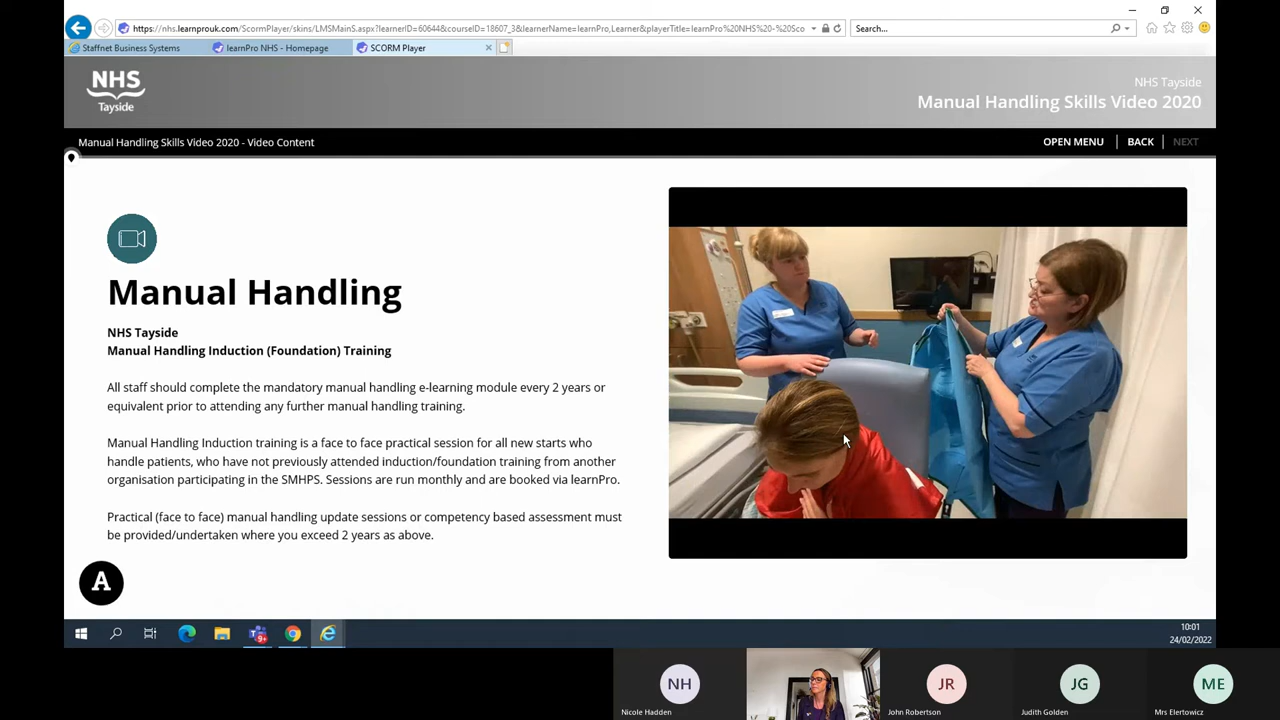 https://nhs.learnprouk.com/ScormPlayer/skins/LMSMainS.aspx?learnerID=60644&courseID=18607_3&learnerName=learnPro,Learner&playerTitle=learnPro%20NHS%20-%20Sco
Search...
Staffnet Business Systems
learnPro NHS - Homepage
SCORM Player
NHS
Tayside
NHS Tayside
Manual Handling Skills Video 2020
Manual Handling Skills Video 2020 - Video Content
OPEN MENU
BACK
NEXT
Manual Handling
NHS Tayside
Manual Handling Induction (Foundation) Training
All staff should complete the mandatory manual handling e-learning module every 2 years or
equivalent prior to attending any further manual handling training.
Manual Handling Induction training is a face to face practical session for all new starts who
handle patients, who have not previously attended induction/foundation training from another
organisation participating in the SMHPS. Sessions are run monthly and are booked via learnPro.
Practical (face to face) manual handling update sessions or competency based assessment must
be provided/undertaken where you exceed 2 years as above.
A
9+
10:01
24/02/2022
NH
JR
JG
ME
Nicole Hadden
John Robertson
Judith Golden
Mrs Elertowicz